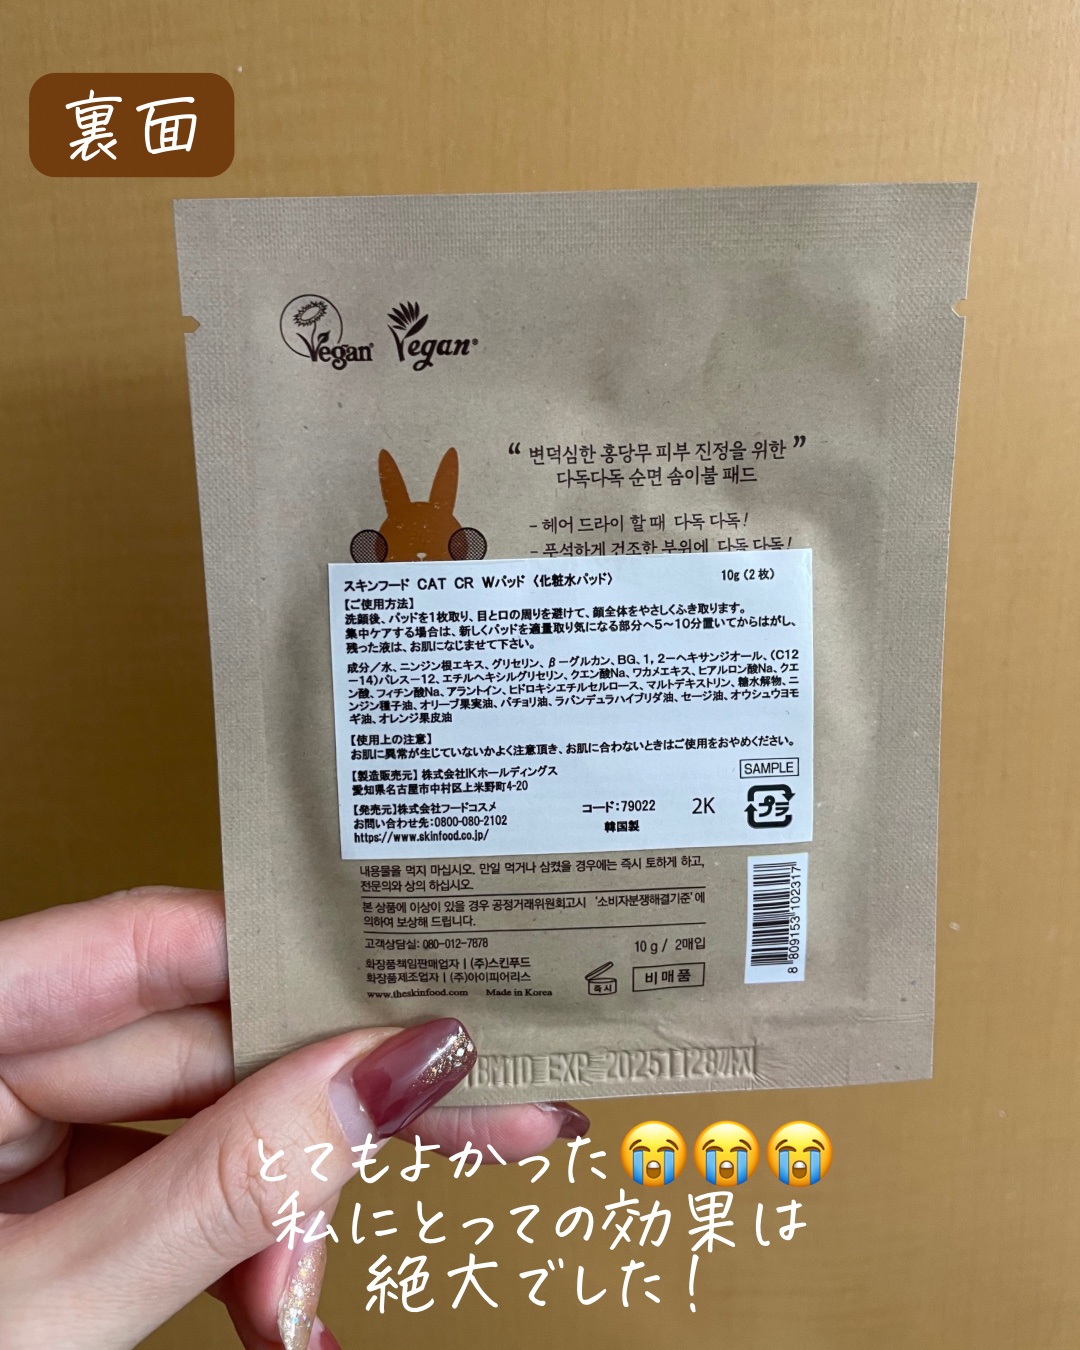 裏面
Vegan
Vegan
“ 변덕심한 홍당무 피부 진정을 위한 ”
다독다독 순면 솜이불 패드
- 헤어 드라이 할 때 다독 다독!
- 푸석하게 건조한 부위에 다독 다독!
スキンフード CAT CR Wパッド〈化粧水パッド〉 10g（2枚）
【ご使用方法】
洗顔後、パッドを1枚取り、目と口の周りを避けて、顔全体をやさしくふき取ります。
集中ケアする場合は、新しくパッドを適量取り気になる部分へ5〜10分置いてからはがし、
残った液は、お肌になじませて下さい。
成分／水、ニンジン根エキス、グリセリン、β－グルカン、BG、1，2－ヘキサンジオール、（C12
－14）パレス－12、エチルヘキシルグリセリン、クエン酸Na、ワカメエキス、ヒアルロン酸Na、クエ
ン酸、フィチン酸Na、アラントイン、ヒドロキシエチルセルロース、マルトデキストリン、糖水解物、ニ
ンジン種子油、オリーブ果実油、パチョリ油、ラバンデュラハイブリダ油、セージ油、オウシュウヨモ
ギ油、オレンジ果皮油
【使用上の注意】
お肌に異常が生じていないかよく注意頂き、お肌に合わないときはご使用をおやめください。
【製造販売元】株式会社IKホールディングス
愛知県名古屋市中村区上米野町4-20
SAMPLE
【発売元】株式会社フードコスメ
お問い合わせ先：0800-080-2102
https://www.skinfood.co.jp/
コード：79022 2K
韓国製
プラ
내용물을 먹지 마십시오. 만일 먹거나 삼켰을 경우에는 즉시 토하게 하고,
전문의와 상의 하십시오.
본 상품에 이상이 있을 경우 공정거래위원회고시 '소비자분쟁해결기준'에
의하여 보상해 드립니다.
고객상담실: 080-012-7878
10 g / 2매입
화장품책임판매업자 | (주)스킨푸드
화장품제조업자 | (주)아이피어리스
www.theskinfood.com Made in Korea
즉시
비매품
8 809153 102317
BM1D EXP 20251128까지
とてもよかった😭😭😭
私にとっての効果は
絶大でした！